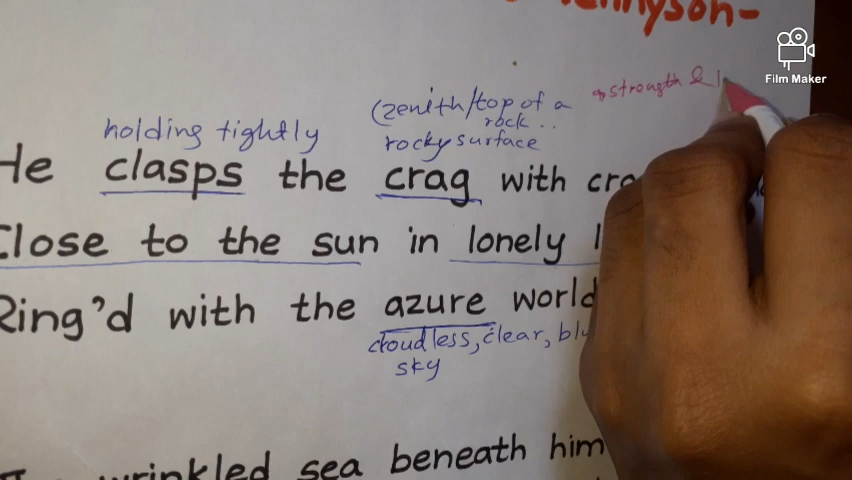 Tennyson-
Film Maker
strength &
(zenith/top of a
rock..
holding tightly
rocky surface
He clasps the crag with
Close to the sun in lonely
Ring'd with the azure world
cloudless, clear,
sky
wrinkled sea beneath him